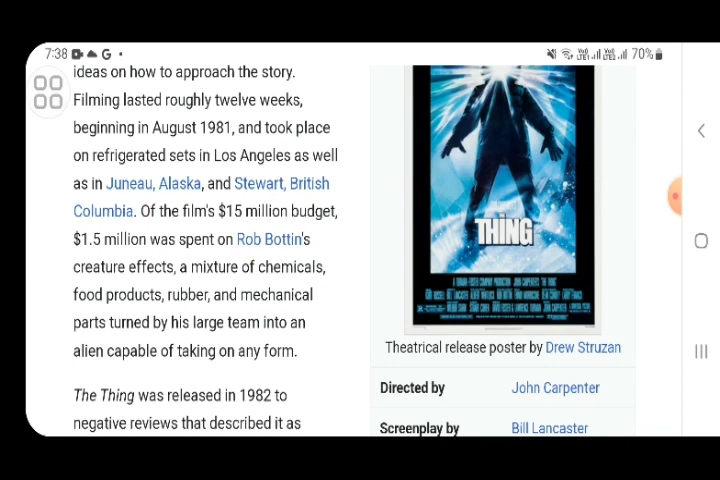 7:38
70%
ideas on how to approach the story.
Filming lasted roughly twelve weeks,
beginning in August 1981, and took place
on refrigerated sets in Los Angeles as well
as in Juneau, Alaska, and Stewart, British
Columbia. Of the film's $15 million budget,
$1.5 million was spent on Rob Bottin's
creature effects, a mixture of chemicals,
food products, rubber, and mechanical
parts turned by his large team into an
alien capable of taking on any form.
The Thing was released in 1982 to
negative reviews that described it as
THING
Theatrical release poster by Drew Struzan
Directed by John Carpenter
Screenplay by Bill Lancaster